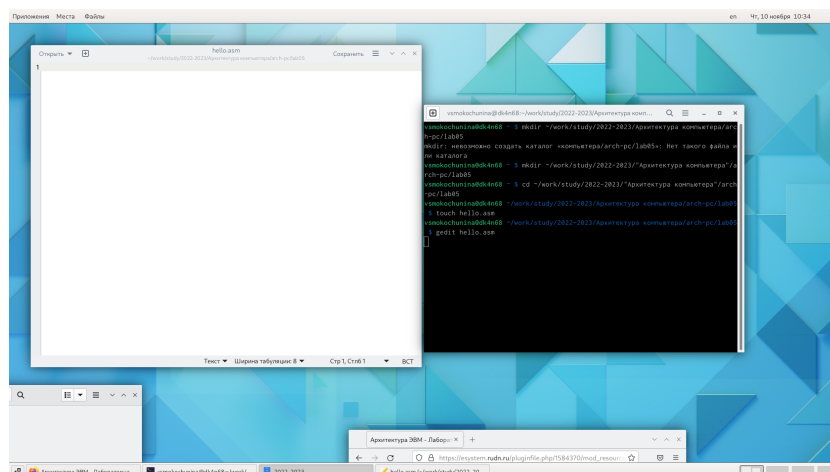 Приложения Места Файлы
en Чт, 10 ноября 10:34
Открыть
hello.asm
~/work/study/2022-2023/Архитектура компьютера/arch-pc/lab05
Сохранить
1
Текст Ширина табуляции: 8 Стр 1, Стлб 1 ВСТ
vsmokochunina@dk4n68:~/work/study/2022-2023/Архитектура комп...
vsmokochunina@dk4n68 ~ $ mkdir ~/work/study/2022-2023/Архитектура компьютера/arc
h-pc/lab05
mkdir: невозможно создать каталог «компьютера/arch-pc/lab05»: Нет такого файла и
ли каталога
vsmokochunina@dk4n68 ~ $ mkdir ~/work/study/2022-2023/"Архитектура компьютера"/a
rch-pc/lab05
vsmokochunina@dk4n68 ~ $ cd ~/work/study/2022-2023/"Архитектура компьютера"/arch
-pc/lab05
vsmokochunina@dk4n68 ~/work/study/2022-2023/Архитектура компьютера/arch-pc/lab05
$ touch hello.asm
vsmokochunina@dk4n68 ~/work/study/2022-2023/Архитектура компьютера/arch-pc/lab05
$ gedit hello.asm
Архитектура ЭВМ – Лабора
https://esystem.rudn.ru/pluginfile.php/1584370/mod_resour
2022-2023